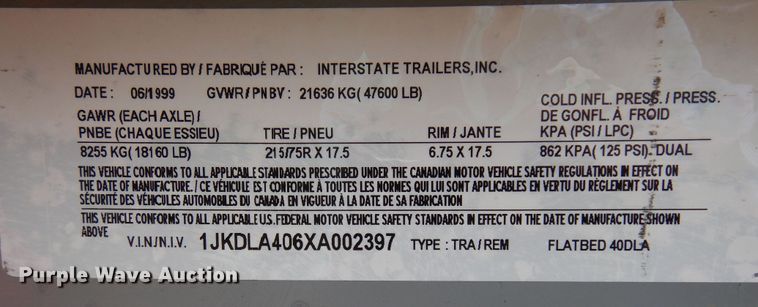 MANUFACTURED BY / FABRIQUÉ PAR : INTERSTATE TRAILERS,INC.
DATE : 06/1999 GVWR / PNBV : 21636 KG( 47600 LB)
COLD INFL. PRESS. / PRESS.
GAWR (EACH AXLE) / DE GONFL. À FROID
PNBE (CHAQUE ESSIEU) TIRE / PNEU RIM / JANTE KPA (PSI / LPC)
8255 KG( 18160 LB) 215/75R X 17.5 6.75 X 17.5 862 KPA( 125 PSI). DUAL
THIS VEHICLE CONFORMS TO ALL APPLICABLE STANDARDS PRESCRIBED UNDER THE CANADIAN MOTOR VEHICLE SAFETY REGULATIONS IN EFFECT ON
THE DATE OF MANUFACTURE. / CE VÉHICULE EST CONFORME À TOUTES LES NORMES QUI LUI SONT APPLICABLES EN VERTU DU RÈGLEMENT SUR LA
SÉCURITÉ DES VÉHICULES AUTOMOBILES DU CANADA EN VIGUEUR À LA DATE DE SA FABRICATION
THIS VEHICLE CONFORMS TO ALL APPLICABLE U.S. FEDERAL MOTOR VEHICLE SAFETY STANDARDS IN EFFECT ON THE DATE OF MANUFACTURE SHOWN
ABOVE
V.I.N./N.I.V. 1JKDLA406XA002397 TYPE : TRA / REM FLATBED 40DLA
Purple Wave Auction